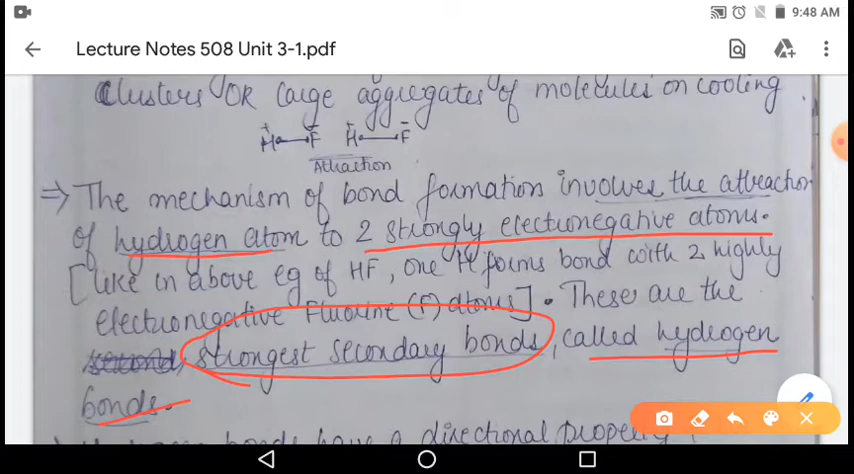 9:48 AM
Lecture Notes 508 Unit 3-1.pdf
Clusters OR large aggregates of molecules on cooling.
H F H F
Attraction
⇒ The mechanism of bond formation involves the attraction
of hydrogen atom to 2 strongly electronegative atoms.
[like in above eg of HF, one H forms bond with 2 highly
electronegative Fluorine (F) atoms]. These are the
strongest secondary bonds, called hydrogen
bonds.
bonds have a directional property